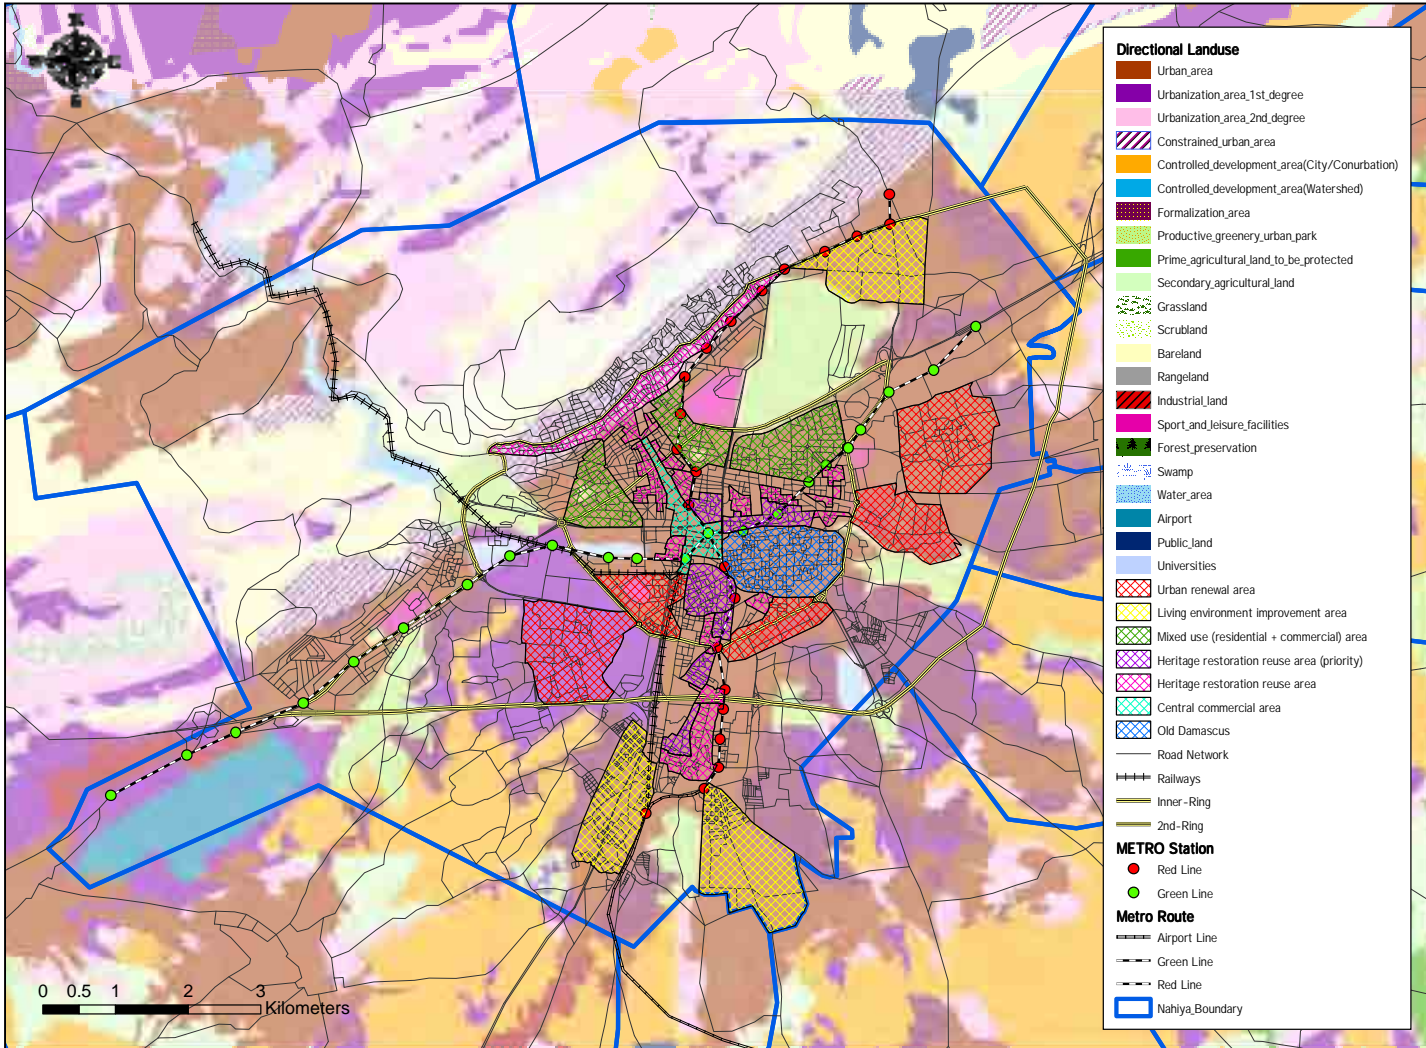 Directional Landuse
Urban_area
Urbanization_area_1st_degree
Urbanization_area_2nd_degree
Constrained_urban_area
Controlled_development_area(City/Conurbation)
Controlled_development_area(Watershed)
Formalization_area
Productive_greenery_urban_park
Prime_agricultural_land_to_be_protected
Secondary_agricultural_land
Grassland
Scrubland
Bareland
Rangeland
Industrial_land
Sport_and_leisure_facilities
Forest_preservation
Swamp
Water_area
Airport
Public_land
Universities
Urban renewal area
Living environment improvement area
Mixed use (residential + commercial) area
Heritage restoration reuse area (priority)
Heritage restoration reuse area
Central commercial area
Old Damascus
Road Network
Railways
Inner-Ring
2nd-Ring
METRO Station
Red Line
Green Line
Metro Route
Airport Line
Green Line
Red Line
Nahiya_Boundary
0 0.5 1 2 3
Kilometers